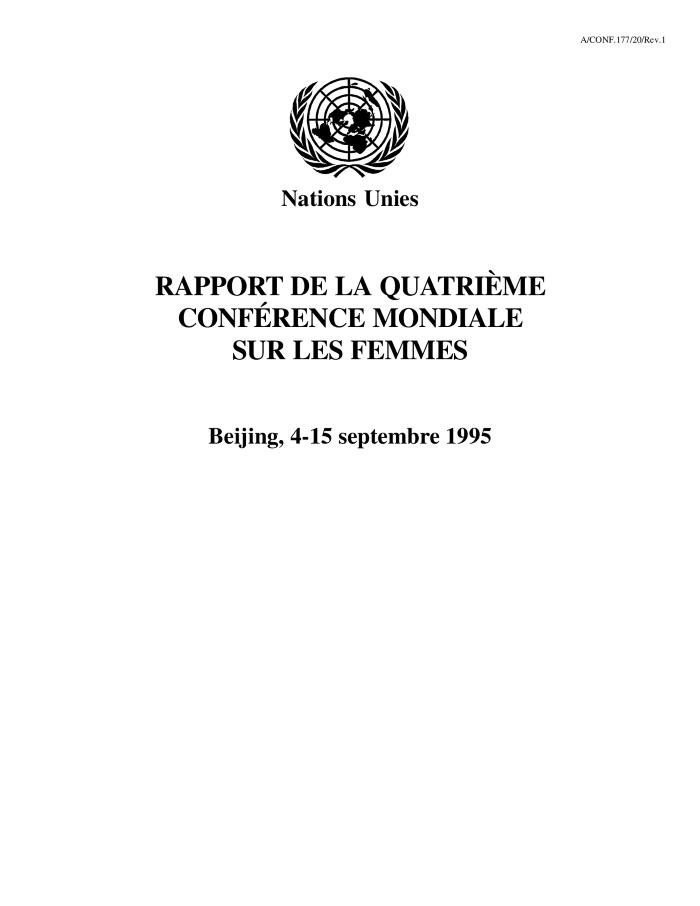 A/CONF.177/20/Rev.1
Nations Unies
RAPPORT DE LA QUATRIÈME
CONFÉRENCE MONDIALE
SUR LES FEMMES
Beijing, 4-15 septembre 1995